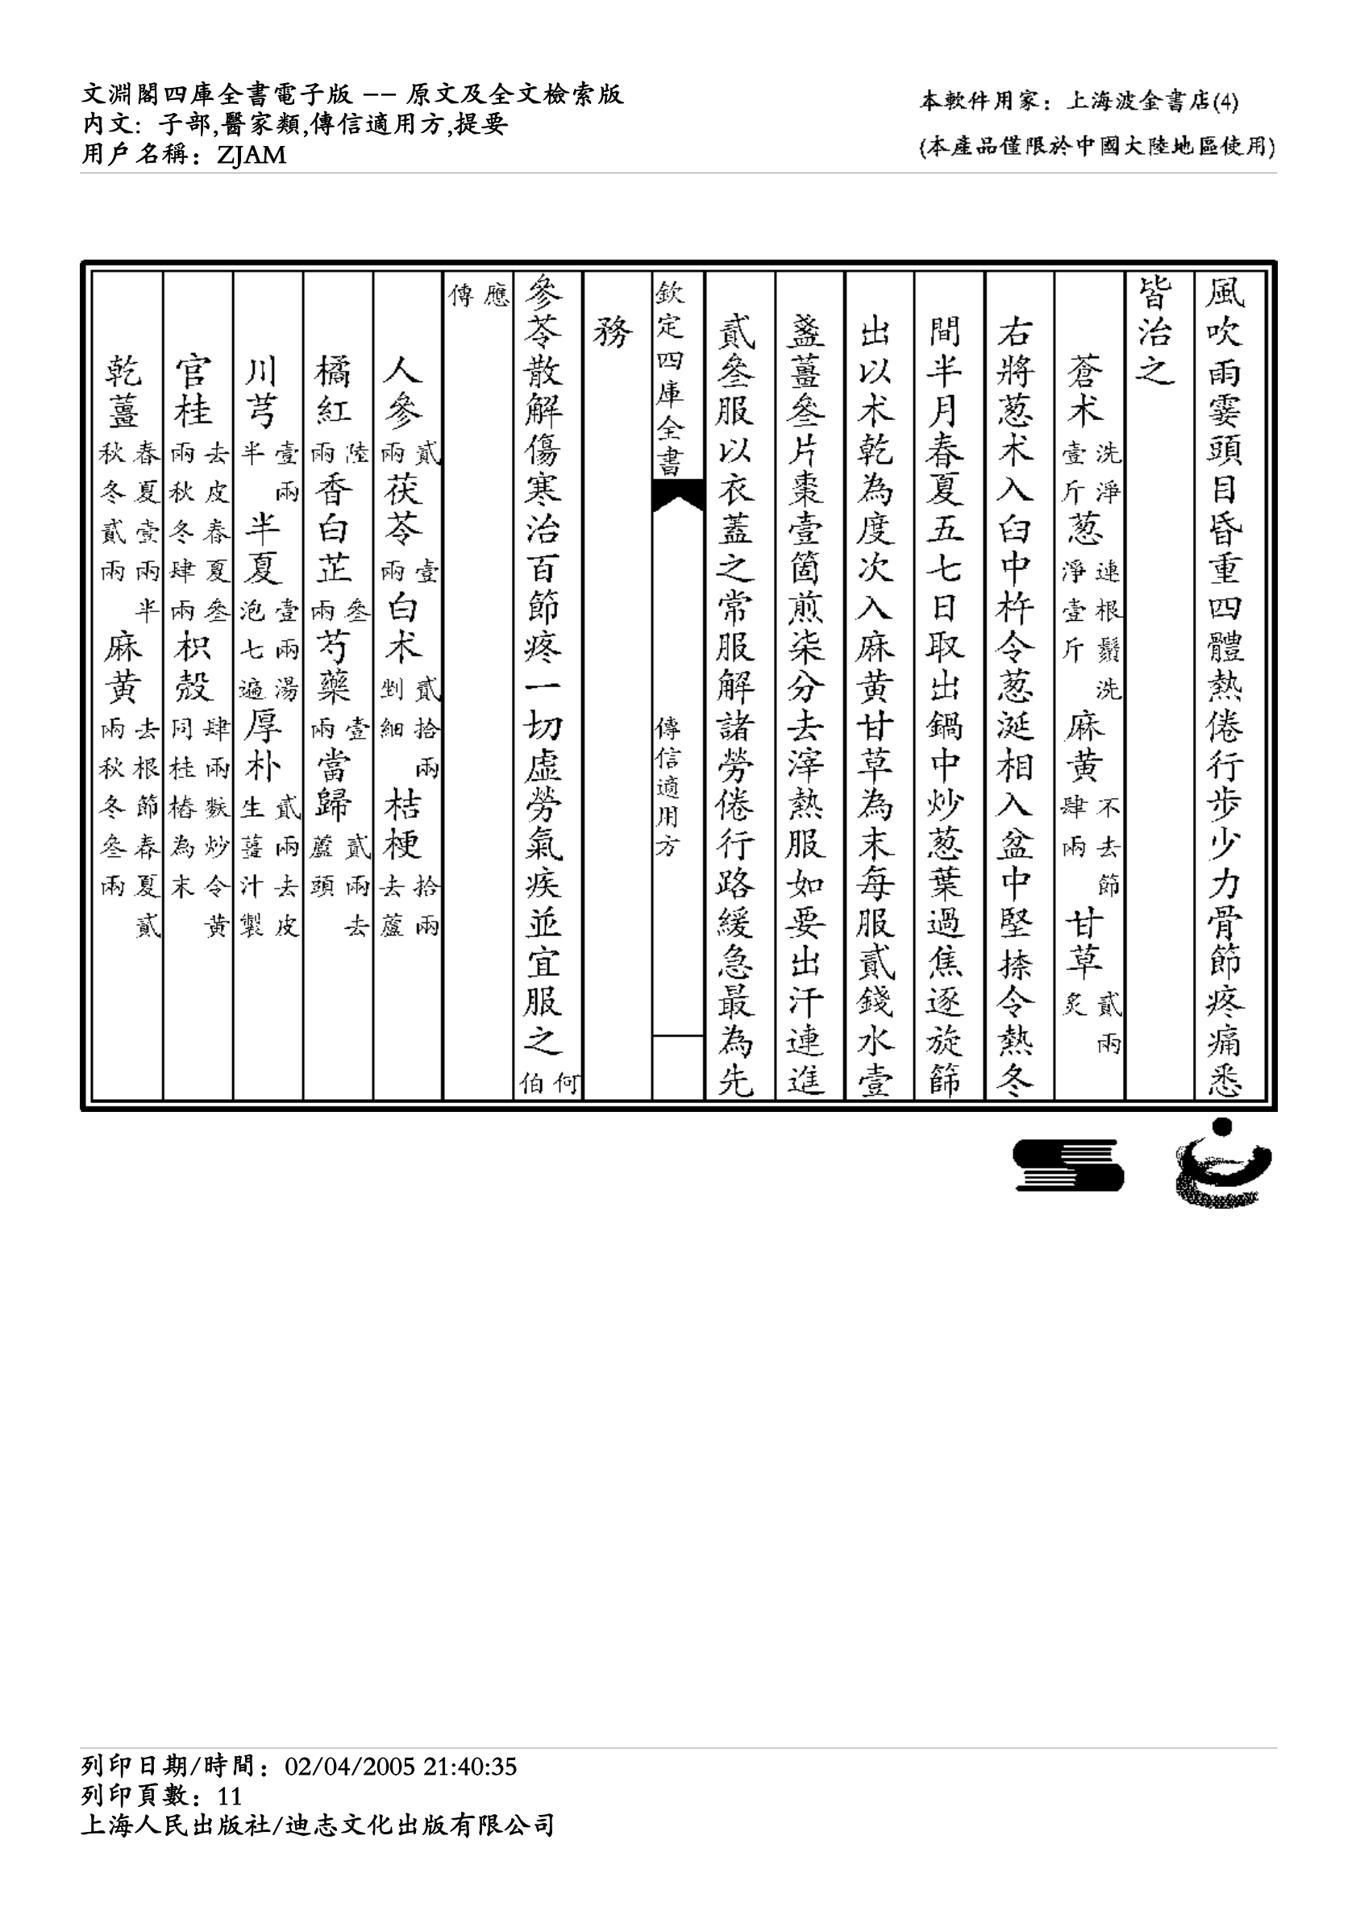 文淵閣四庫全書電子版 −− 原文及全文檢索版
內文: 子部,醫家類,傳信適用方,提要
用戶名稱: ZJAM
本軟件用家: 上海波金書店(4)
(本產品僅限於中國大陸地區使用)
風吹雨霎頭目昏重四體熱倦行步少力骨節疼痛悉
皆治之
蒼术洗淨壹斤葱連根鬚洗淨壹斤麻黄不去節肆兩甘草貳兩炙
右將葱术入臼中杵令葱涎相入盆中堅捺令熱冬
間半月春夏五七日取出鍋中炒葱葉過焦逐旋篩
出以术乾為度次入麻黄甘草為末每服貳錢水壹
盞薑叄片棗壹箇煎柒分去滓熱服如要出汗連進
貳叄服以衣蓋之常服解諸勞倦行路緩急最為先
欽定四庫全書
傳信適用方
務
參苓散解傷寒治百節疼一切虛勞氣疾並宜服之何伯
應傳
人參貳兩茯苓壹兩白术貳拾兩剉細桔梗拾兩去蘆
橘紅陸兩香白芷叄兩芍藥壹兩當歸貳兩去蘆頭
川芎壹兩半半夏壹兩湯泡七遍厚朴貳兩去皮生薑汁製
官桂去皮春夏叄兩秋冬肆兩枳殼肆兩麩炒令黄同桂樁為末
乾薑春夏壹兩半秋冬貳兩麻黄去根節春夏貳兩秋冬叄兩
列印日期/時間: 02/04/2005 21:40:35
列印頁數: 11
上海人民出版社/迪志文化出版有限公司